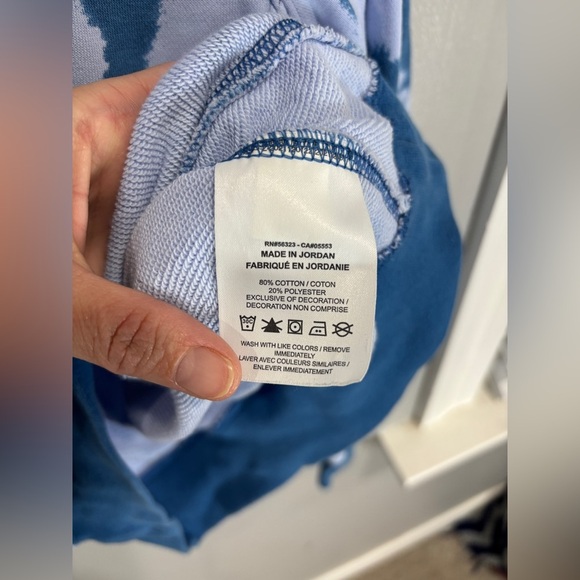 RN#56323 - CA#05553
MADE IN JORDAN
FABRIQUÉ EN JORDANIE
80% COTTON / COTON
20% POLYESTER
EXCLUSIVE OF DECORATION /
DECORATION NON COMPRISE
WASH WITH LIKE COLORS / REMOVE
IMMEDIATELY
LAVER AVEC COULEURS SIMILAIRES /
ENLEVER IMMEDIATEMENT